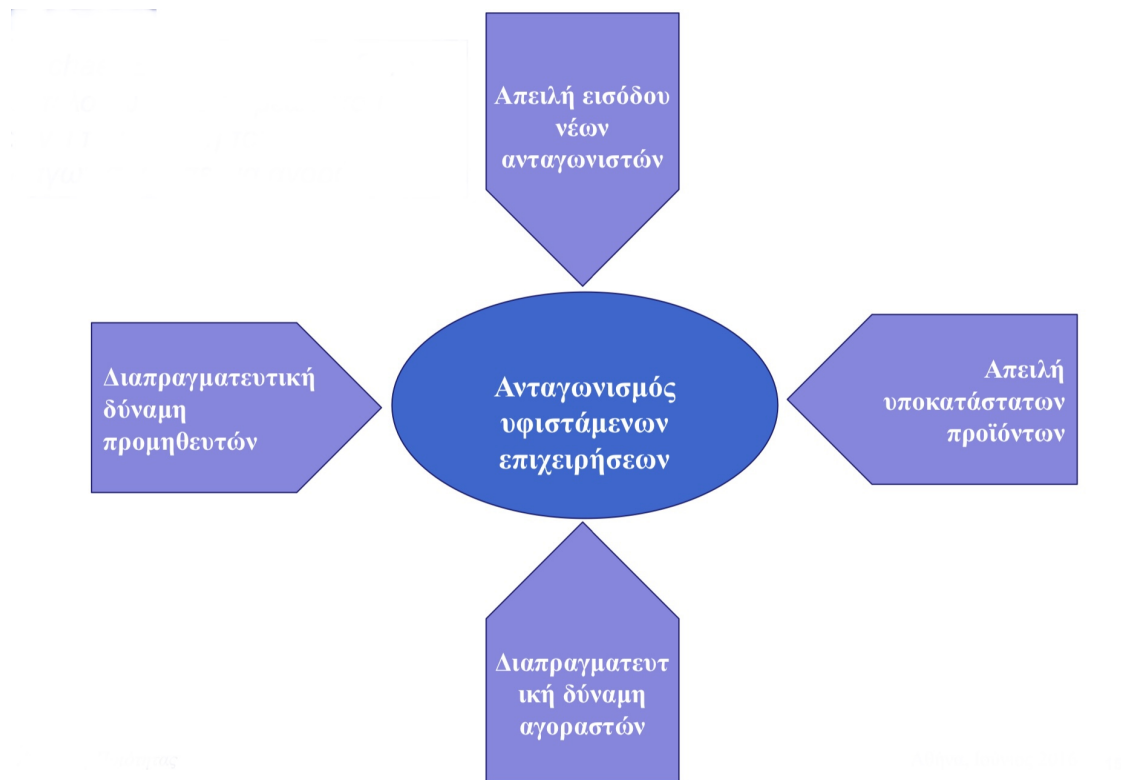 Απειλή εισόδου
νέων
ανταγωνιστών
Διαπραγματευτική
δύναμη
προμηθευτών
Ανταγωνισμός
υφιστάμενων
επιχειρήσεων
Απειλή
υποκατάστατων
προϊόντων
Διαπραγματευτ
ική δύναμη
αγοραστών